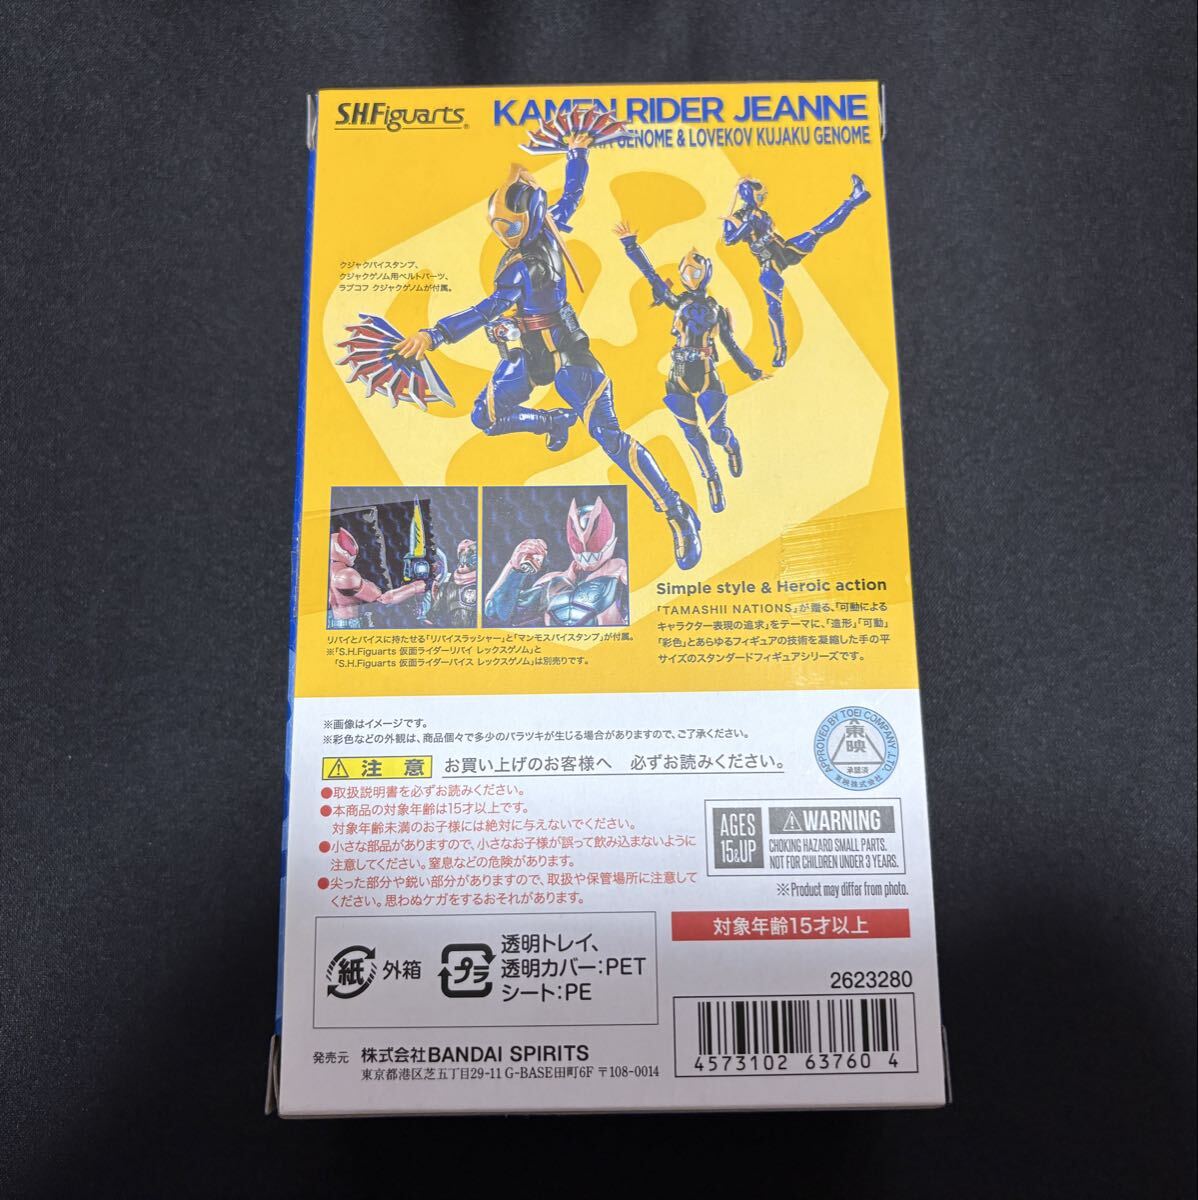 S.H.Figuarts
KAMEN RIDER JEANNE
GENOME & LOVEKOV KUJAKU GENOME
クジャクバイスタンプ、
クジャクゲノム用ベルトパーツ、
ラブコフ クジャクゲノムが付属。
リバイとバイスに持たせる「リバイスラッシャー」と「マンモスバイスタンプ」が付属。
※「S.H.Figuarts 仮面ライダーリバイ レックスゲノム」と
「S.H.Figuarts 仮面ライダーバイス レックスゲノム」は別売りです。
Simple style & Heroic action
「TAMASHII NATIONS」が贈る、「可動による
キャラクター表現の追求」をテーマに、「造形」「可動」
「彩色」とあらゆるフィギュアの技術を凝縮した手の平
サイズのスタンダードフィギュアシリーズです。
※画像はイメージです。
※彩色などの外観は、商品個々で多少のバラツキが生じる場合がありますので、ご了承ください。
注意 お買い上げのお客様へ 必ずお読みください。
●取扱説明書を必ずお読みください。
●本商品の対象年齢は15才以上です。
対象年齢未満のお子様には絶対に与えないでください。
●小さな部品がありますので、小さなお子様が誤って飲み込まないように
注意してください。窒息などの危険があります。
●尖った部分や鋭い部分がありますので、取扱や保管場所に注意して
ください。思わぬケガをするおそれがあります。
APPROVED BY TOEI COMPANY, LTD.
東映
承認済
東映株式会社
AGES
15&UP
WARNING
CHOKING HAZARD SMALL PARTS.
NOT FOR CHILDREN UNDER 3 YEARS.
※Product may differ from photo.
対象年齢15才以上
紙 外箱
プラ
透明トレイ、
透明カバー:PET
シート:PE
2623280
4573102 63760 4
発売元 株式会社BANDAI SPIRITS
東京都港区芝五丁目29-11 G-BASE田町6F 〒108-0014